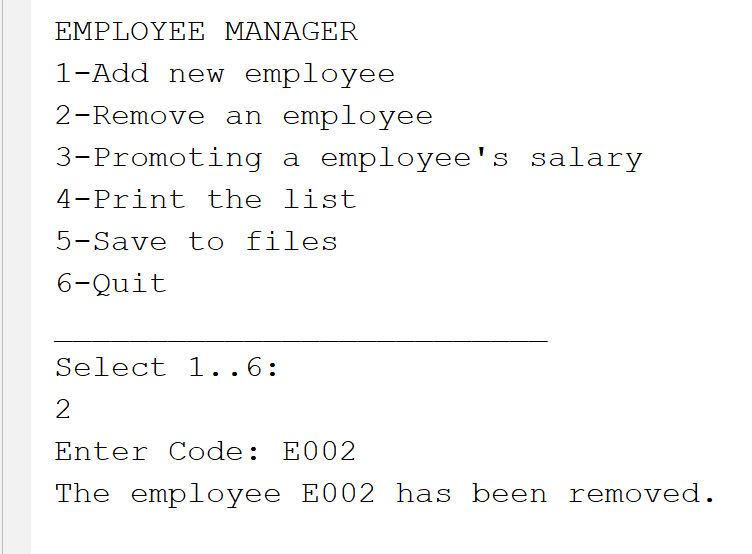 EMPLOYEE MANAGER
1-Add new employee
2-Remove an employee
3-Promoting a employee's salary
4-Print the list
5-Save to files
6-Quit
__________________________
Select 1..6:
2
Enter Code: E002
The employee E002 has been removed.